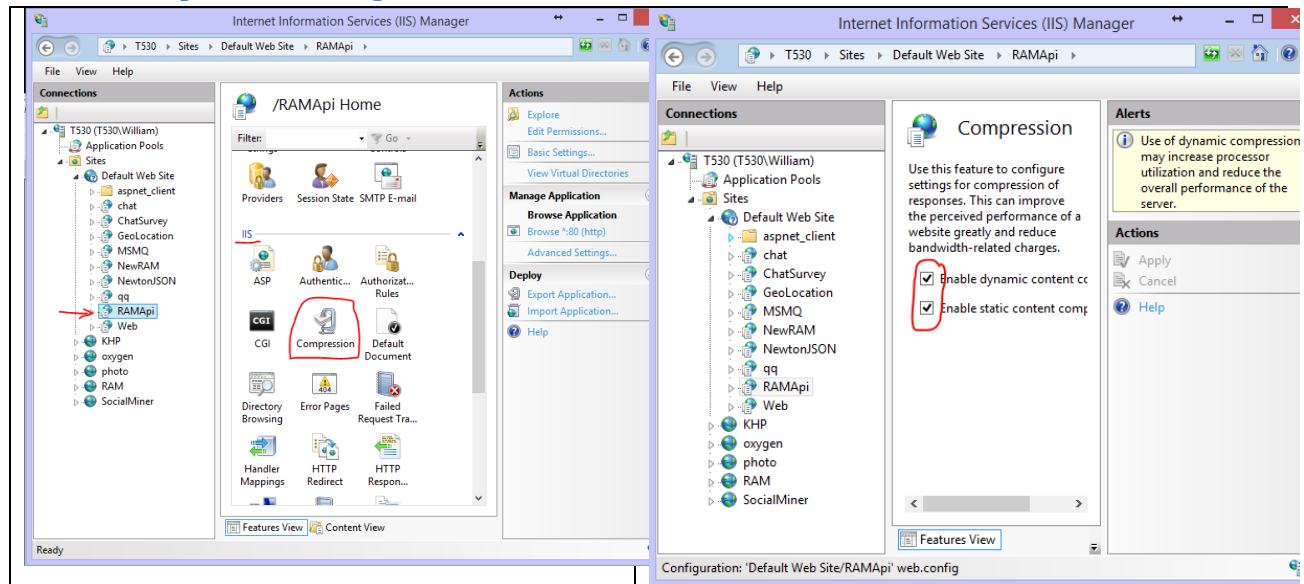 Internet Information Services (IIS) Manager
T530 Sites Default Web Site RAMApi
File View Help
Connections
T530 (T530\William)
Application Pools
Sites
Default Web Site
aspnet_client
chat
ChatSurvey
GeoLocation
MSMQ
NewRAM
NewtonJSON
qq
RAMApi
Web
KHP
oxygen
photo
RAM
SocialMiner
/RAMApi Home
Filter: Go
Providers Session State SMTP E-mail
IIS
ASP Authentic... Authorizat...
Rules
CGI Compression Default
Document
404
Directory Error Pages Failed
Browsing Request Tra...
Handler HTTP HTTP
Mappings Redirect Respon...
Features View Content View
Actions
Explore
Edit Permissions...
Basic Settings...
View Virtual Directories
Manage Application
Browse Application
Browse *:80 (http)
Advanced Settings...
Deploy
Export Application...
Import Application...
Help
Ready
Internet Information Services (IIS) Manager
T530 Sites Default Web Site RAMApi
File View Help
Connections
T530 (T530\William)
Application Pools
Sites
Default Web Site
aspnet_client
chat
ChatSurvey
GeoLocation
MSMQ
NewRAM
NewtonJSON
qq
RAMApi
Web
KHP
oxygen
photo
RAM
SocialMiner
Compression
Use this feature to configure
settings for compression of
responses. This can improve
the perceived performance of a
website greatly and reduce
bandwidth-related charges.
Enable dynamic content cc
Enable static content comp
Features View
Alerts
Use of dynamic compression
may increase processor
utilization and reduce the
overall performance of the
server.
Actions
Apply
Cancel
Help
Configuration: 'Default Web Site/RAMApi' web.config